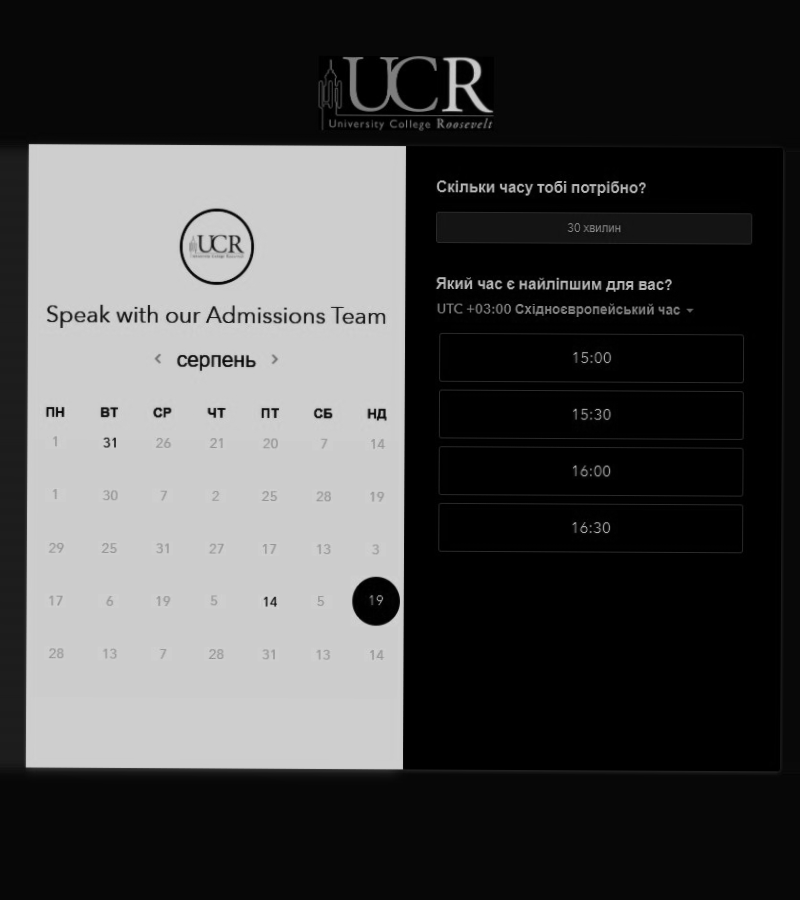 UCR
University College Roosevelt
UCR
Speak with our Admissions Team
серпень
ПН ВТ СР ЧТ ПТ СБ НД
1 31 26 21 20 7 14
1 30 7 2 25 28 19
29 25 31 27 17 13 3
17 6 19 5 14 5 19
28 13 7 28 31 13 14
Скільки часу тобі потрібно?
30 хвилин
Який час є найліпшим для вас?
UTC +03:00 Східноєвропейський час
15:00
15:30
16:00
16:30